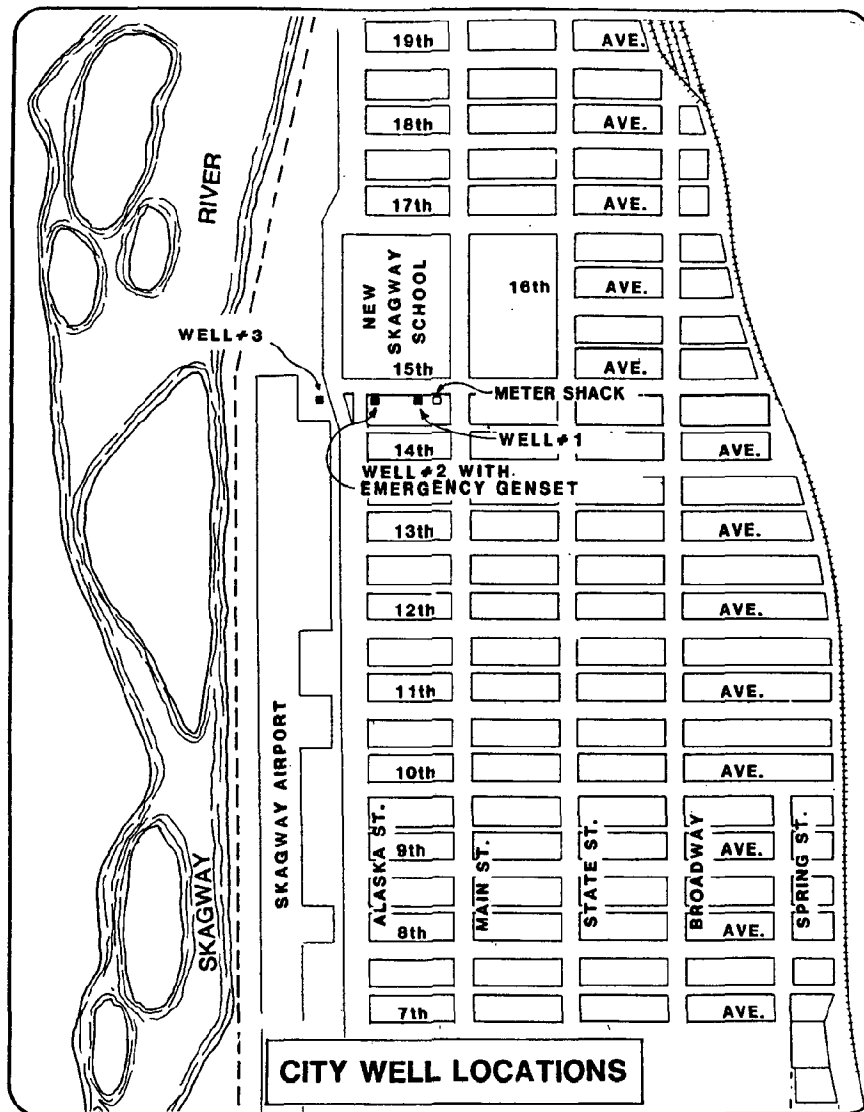 19th AVE.
18th AVE.
17th AVE.
RIVER
NEW SKAGWAY SCHOOL
16th AVE.
WELL #3
15th AVE.
METER SHACK
WELL #1
14th AVE.
WELL #2 WITH.
EMERGENCY GENSET
13th AVE.
12th AVE.
11th AVE.
SKAGWAY AIRPORT
10th AVE.
SKAGWAY
ALASKA ST.
MAIN ST.
STATE ST.
BROADWAY
SPRING ST.
9th AVE.
8th AVE.
7th AVE.
CITY WELL LOCATIONS